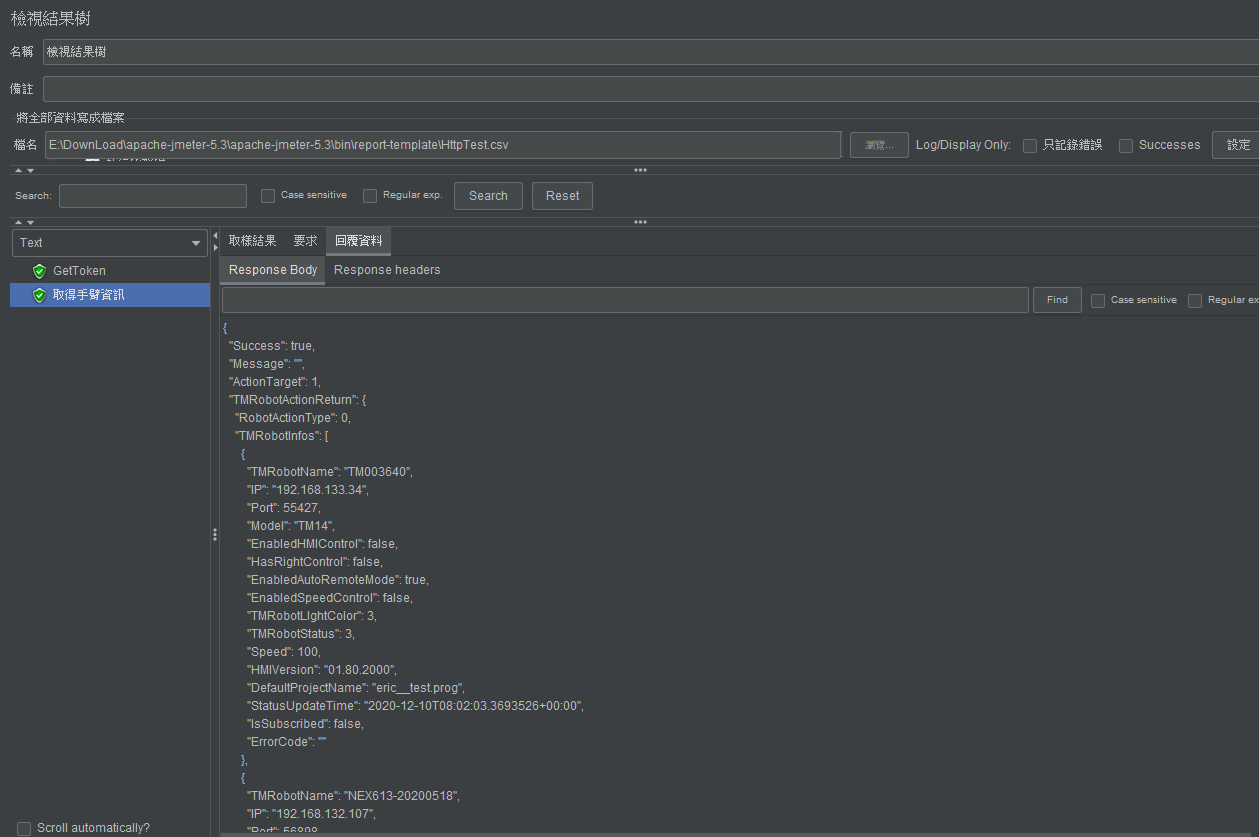 檢視結果樹
名稱 檢視結果樹
備註
將全部資料寫成檔案
檔名 E:\DownLoad\apache-jmeter-5.3\apache-jmeter-5.3\bin\report-template\HttpTest.csv 瀏覽... Log/Display Only: 只記錄錯誤 Successes 設定
Search: Case sensitive Regular exp. Search Reset
Text
GetToken
取得手臂資訊
取樣結果 要求 回覆資料
Response Body Response headers
Find Case sensitive Regular ex
{
"Success": true,
"Message": "",
"ActionTarget": 1,
"TMRobotActionReturn": {
"RobotActionType": 0,
"TMRobotInfos": [
{
"TMRobotName": "TM003640",
"IP": "192.168.133.34",
"Port": 55427,
"Model": "TM14",
"EnabledHMIControl": false,
"HasRightControl": false,
"EnabledAutoRemoteMode": true,
"EnabledSpeedControl": false,
"TMRobotLIghtColor": 3,
"TMRobotStatus": 3,
"Speed": 100,
"HMIVersion": "01.80.2000",
"DefaultProjectName": "eric__test.prog",
"StatusUpdateTime": "2020-12-10T08:02:03.3693526+00:00",
"IsSubscribed": false,
"ErrorCode": ""
},
{
"TMRobotName": "NEX613-20200518",
"IP": "192.168.132.107",
"Port": 56898
Scroll automatically?